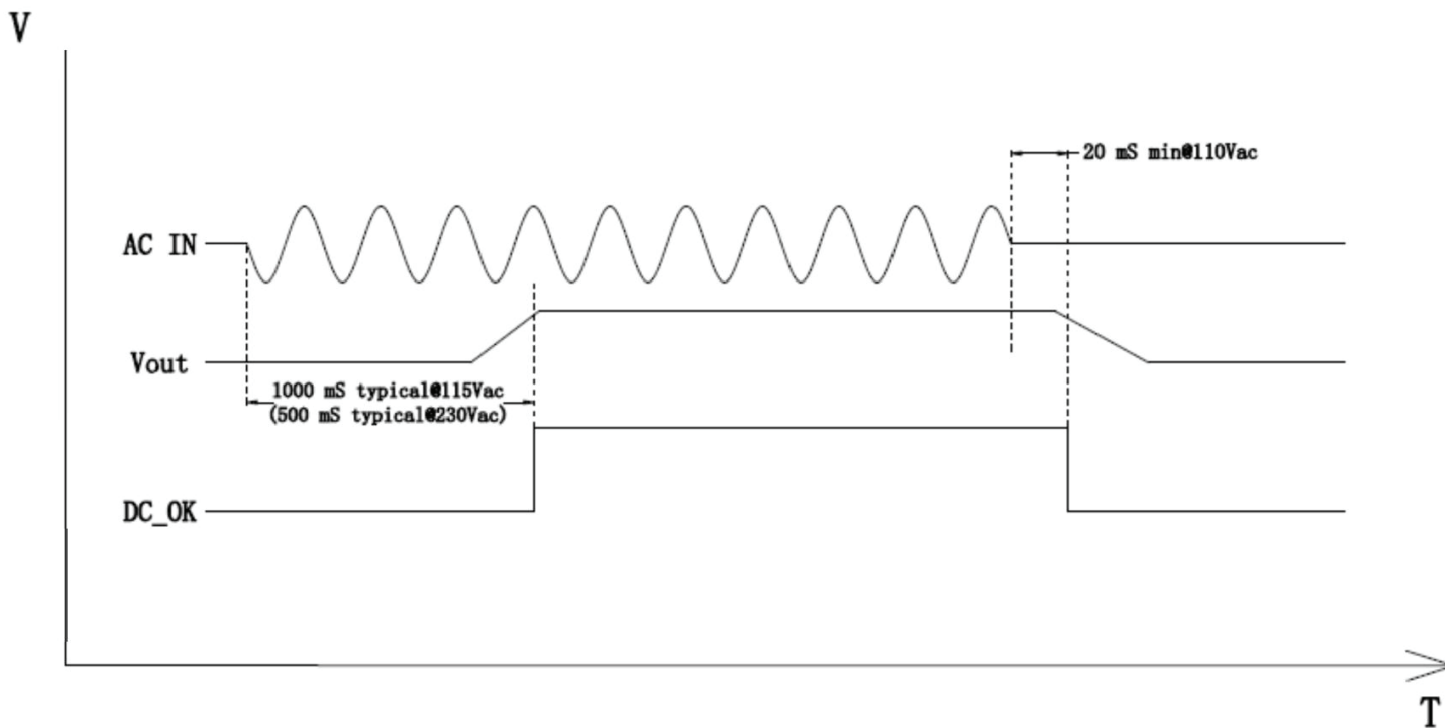 V
20 mS min@110Vac
AC IN
Vout
1000 mS typical@115Vac
(500 mS typical@230Vac)
DC_OK
T